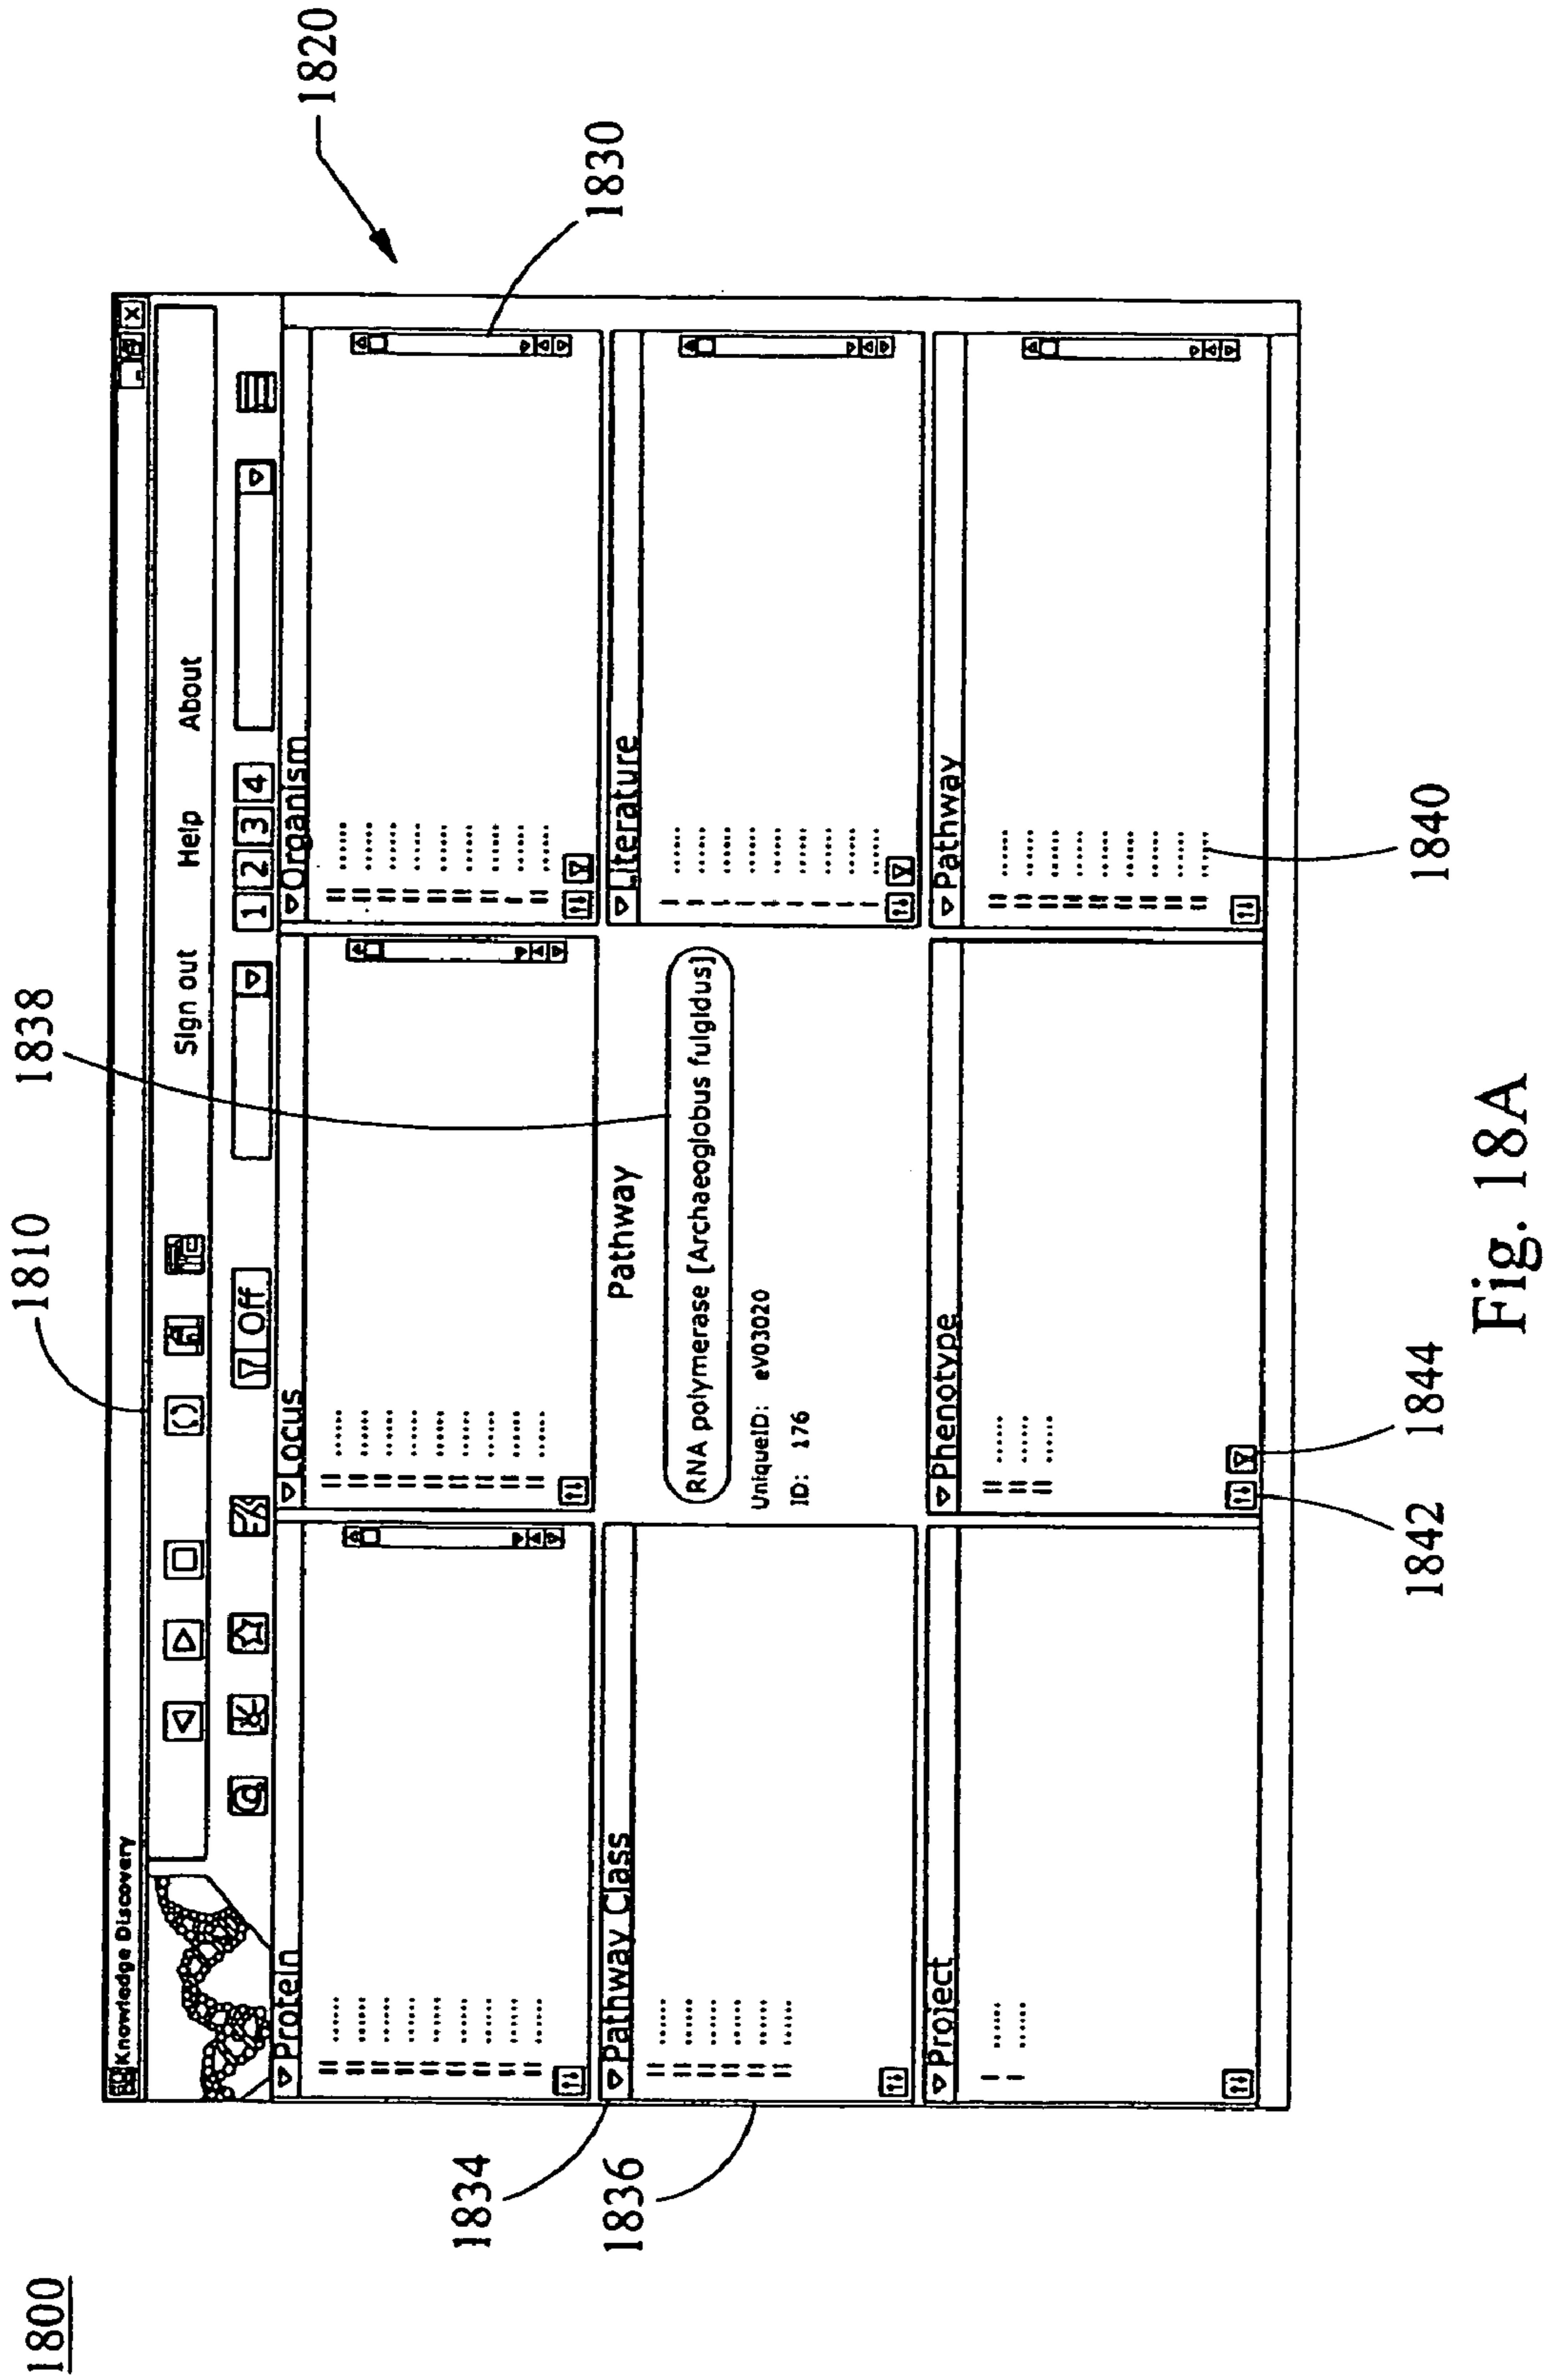 1800
1810
1838
1820
Knowledge Discovery
Sign out Help About
Off
1 2 3 4
Protein
Locus
Organism
1830
1834
Pathway Class
Pathway
Literature
1836
RNA polymerase [Archaeoglobus fulgidus]
UniqueID: eV03020
ID: 176
Project
Phenotype
Pathway
1842
1844
1840
Fig. 18A